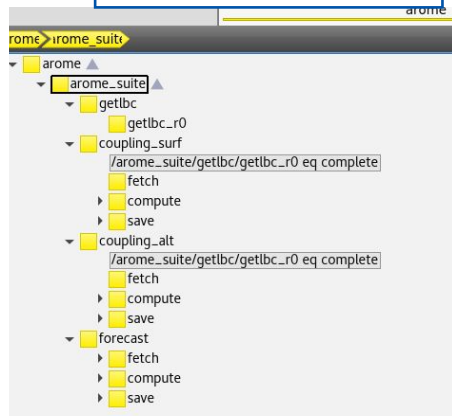 arome
rome arome_suite
arome
arome_suite
getlbc
getlbc_r0
coupling_surf
/arome_suite/getlbc/getlbc_r0 eq complete
fetch
compute
save
coupling_alt
/arome_suite/getlbc/getlbc_r0 eq complete
fetch
compute
save
forecast
fetch
compute
save